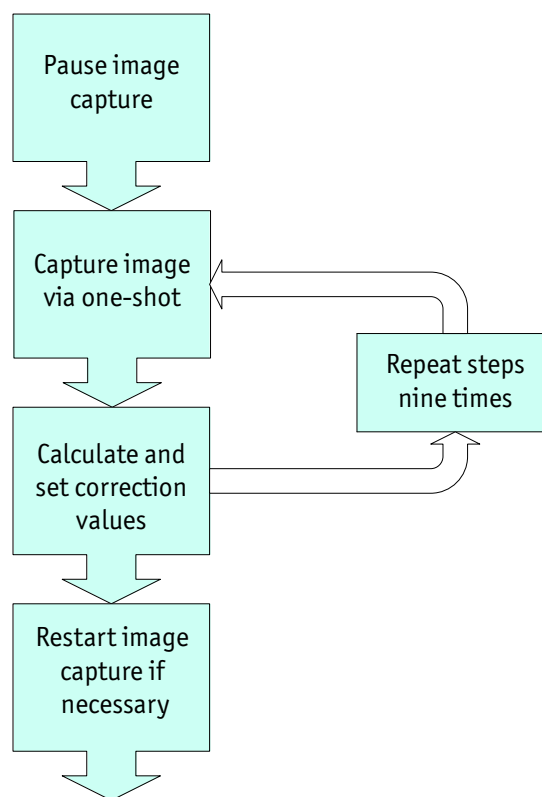 Pause image
capture
Capture image
via one-shot
Repeat steps
nine times
Calculate and
set correction
values
Restart image
capture if
necessary